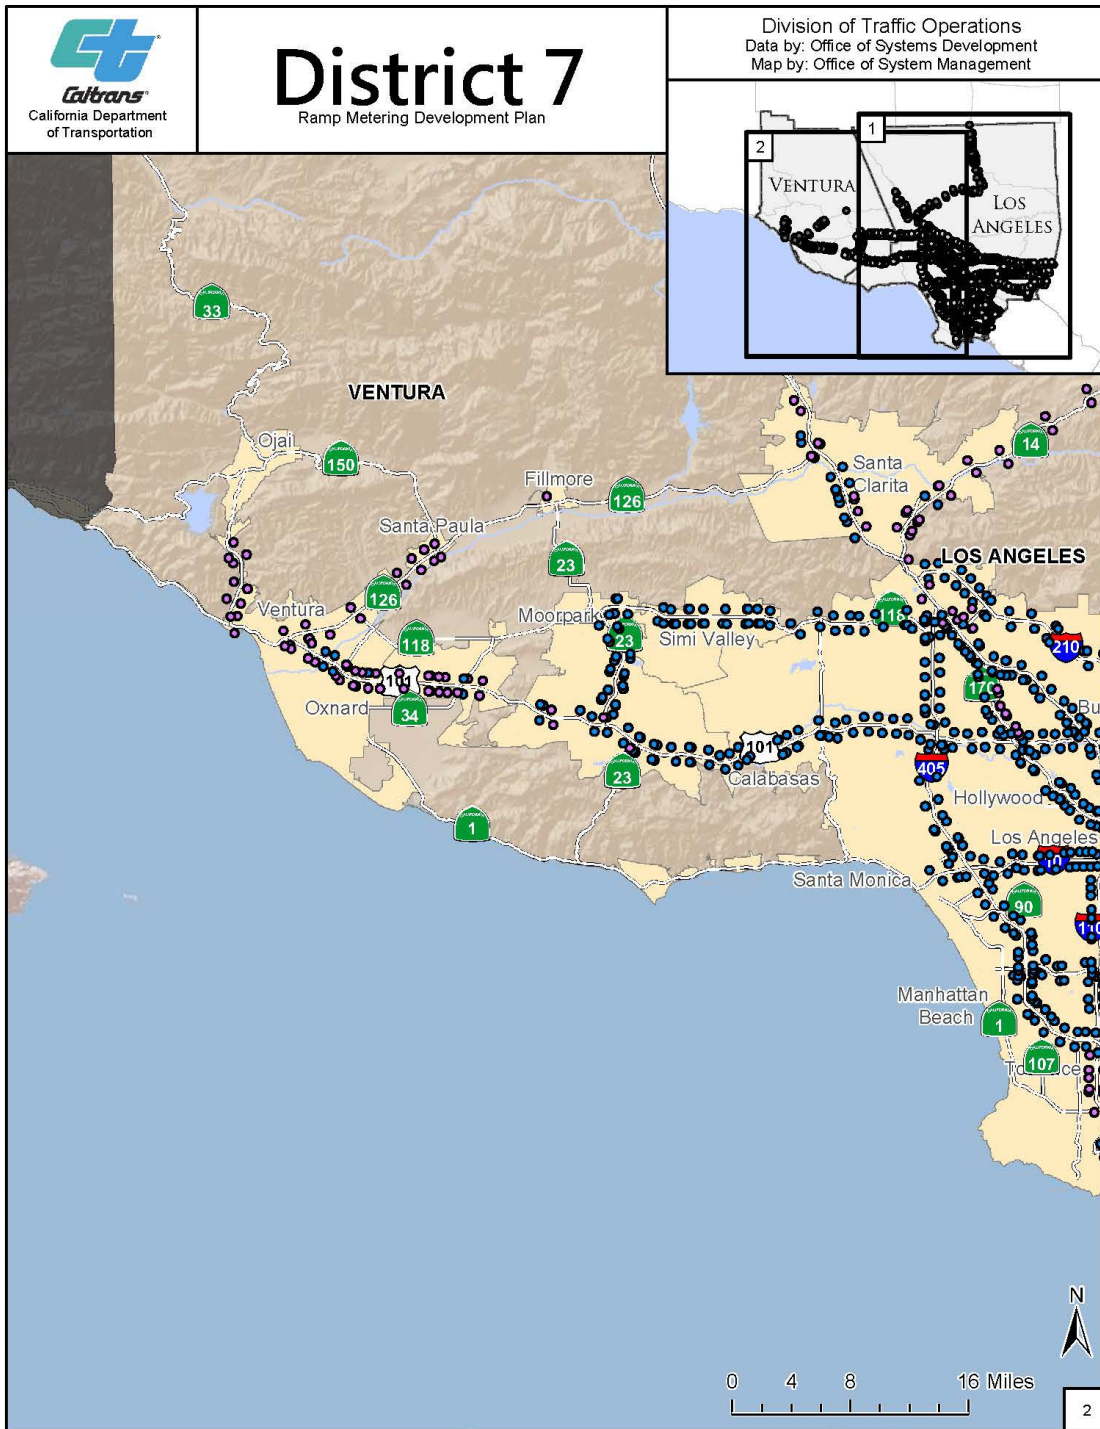 Caltrans
California Department
of Transportation
District 7
Ramp Metering Development Plan
Division of Traffic Operations
Data by: Office of Systems Development
Map by: Office of System Management
1
2
VENTURA
LOS
ANGELES
33
VENTURA
Ojai
150
14
Santa
Clarita
Fillmore
126
Santa Paula
23
LOS ANGELES
126
Ventura
118
Moorpark
118
23
Simi Valley
210
101
170
Oxnard
34
Bu
101
405
23
Calabasas
Hollywood
1
Los Angeles
10
Santa Monica
90
110
Manhattan
Beach
1
107
N
0 4 8 16 Miles
2